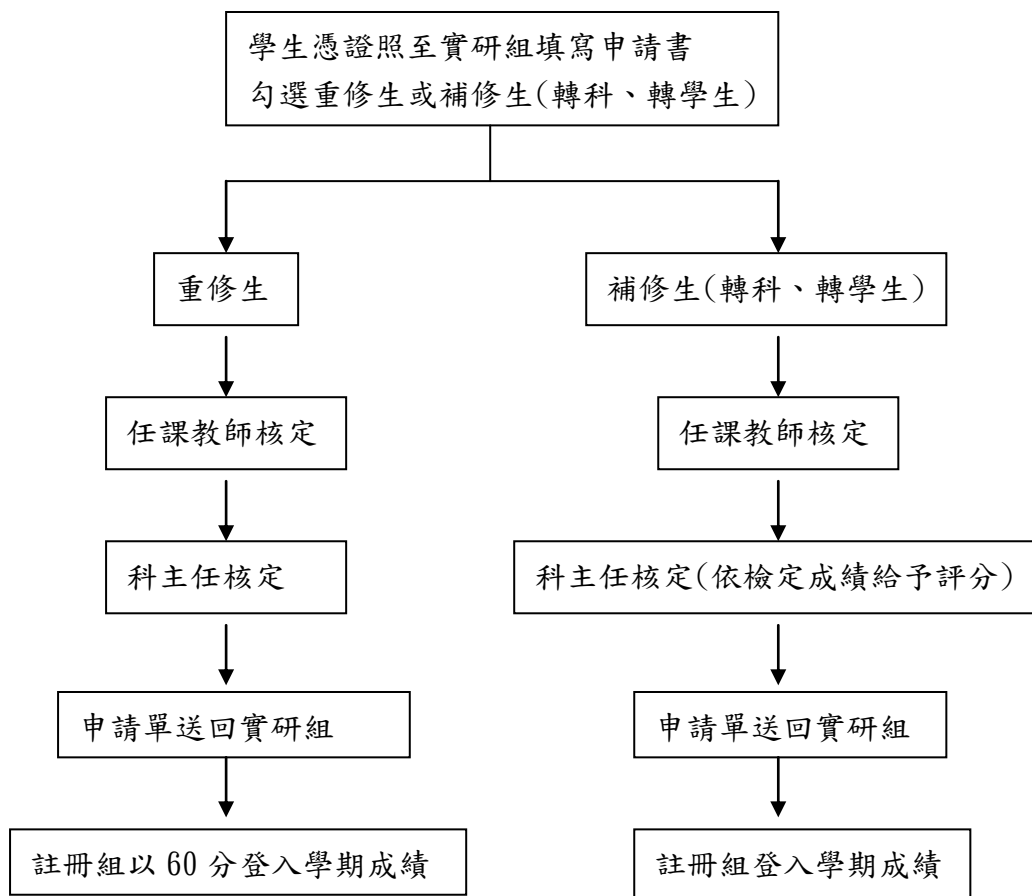 學生憑證照至實研組填寫申請書
勾選重修生或補修生(轉科、轉學生)
重修生
補修生(轉科、轉學生)
任課教師核定
任課教師核定
科主任核定
科主任核定(依檢定成績給予評分)
申請單送回實研組
申請單送回實研組
註冊組以 60 分登入學期成績
註冊組登入學期成績